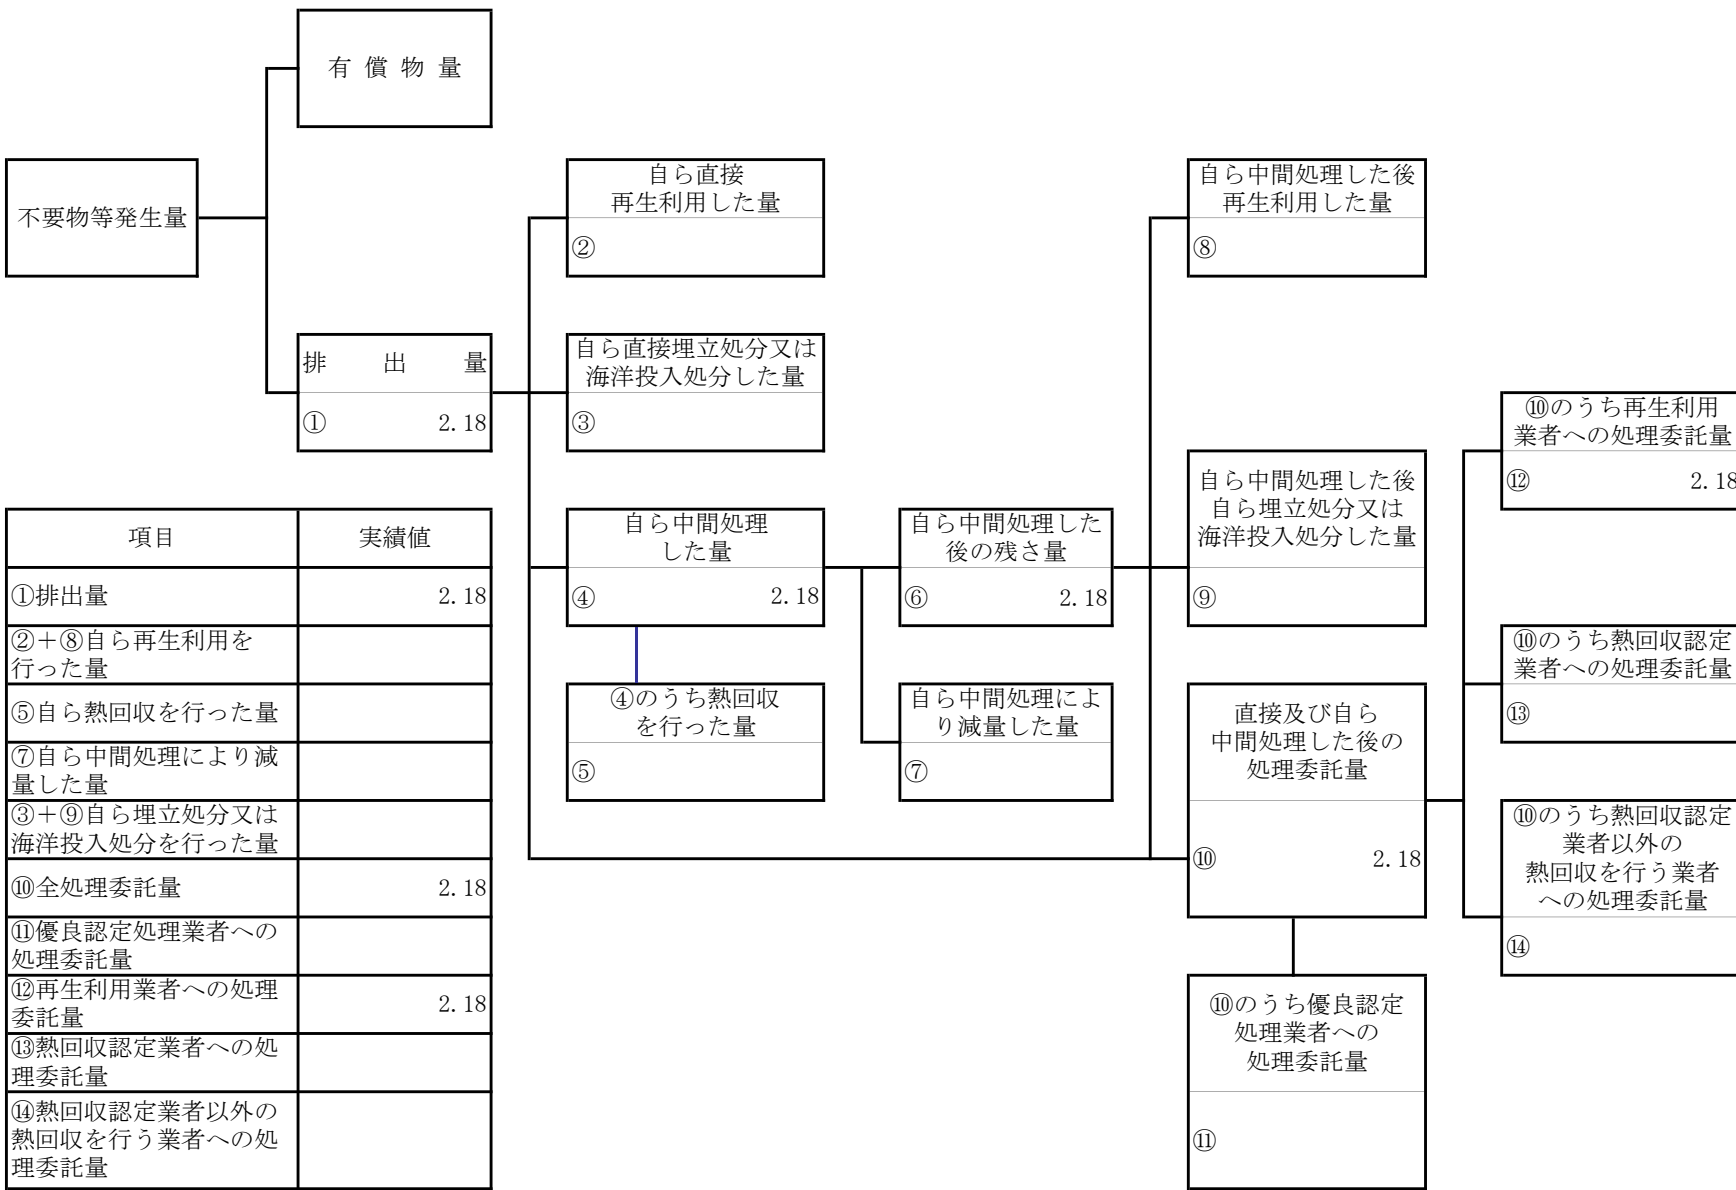 有 償 物 量
不要物等発生量
自ら直接
再生利用した量
②
自ら中間処理した後
再生利用した量
⑧
排 出 量
① 2.18
自ら直接埋立処分又は
海洋投入処分した量
③
⑩のうち再生利用
業者への処理委託量
⑫ 2.18
自ら中間処理した後
自ら埋立処分又は
海洋投入処分した量
⑨
自ら中間処理
した量
④ 2.18
自ら中間処理した
後の残さ量
⑥ 2.18
⑩のうち熱回収認定
業者への処理委託量
⑬
④のうち熱回収
を行った量
⑤
自ら中間処理によ
り減量した量
⑦
直接及び自ら
中間処理した後の
処理委託量
⑩ 2.18
⑩のうち熱回収認定
業者以外の
熱回収を行う業者
への処理委託量
⑭
⑩のうち優良認定
処理業者への
処理委託量
⑪
項目 実績値
①排出量 2.18
②＋⑧自ら再生利用を
行った量
⑤自ら熱回収を行った量
⑦自ら中間処理により減
量した量
③＋⑨自ら埋立処分又は
海洋投入処分を行った量
⑩全処理委託量 2.18
⑪優良認定処理業者への
処理委託量
⑫再生利用業者への処理
委託量 2.18
⑬熱回収認定業者への処
理委託量
⑭熱回収認定業者以外の
熱回収を行う業者への処
理委託量